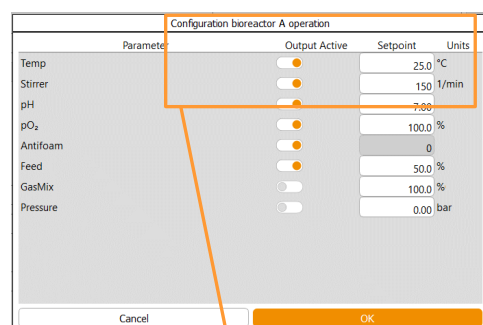 Configuration bioreactor A operation
Parameter Output Active Setpoint Units
Temp 25.0 °C
Stirrer 150 1/min
pH 7.00
pO₂ 100.0 %
Antifoam 0
Feed 50.0 %
GasMix 100.0 %
Pressure 0.00 bar
Cancel OK